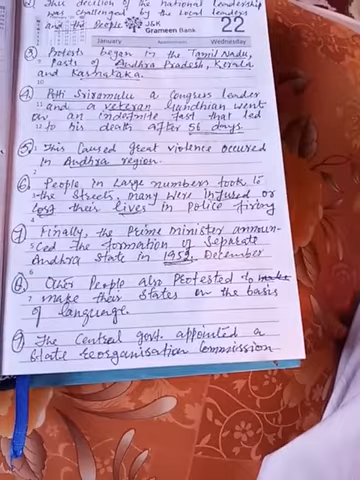 2. This decision of the national leadership
was challenged by the local leaders
and the People
J&K
Grameen Bank
22
January
Appointments
Wednesday
3. Protests began in the Tamil Nadu,
Parts of Andhra Pradesh, Kerala
and Karnataka.
4. Potti Sriramulu a Congress leader
and a veteran Gandhian went
on an indefinite fast that led
to his death after 56 days
5. This Caused great violence occured
in Andhra region.
6. People in Large numbers took to
the streets, many were injured or
lost their lives in Police firing
7. Finally, the Prime minister announ-
ced the formation of Separate
Andhra State in 1952. December
8. Other People also Protested to
make their States on the basis
of language.
9. The Central govt. appointed a
State reorganisation Commission